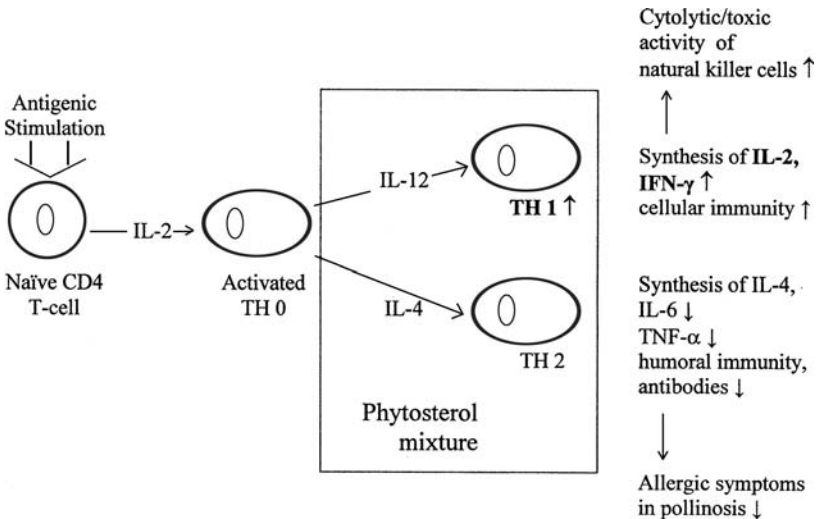 Antigenic
Stimulation
Naïve CD4
T-cell
IL-2
Activated
TH 0
IL-12
IL-4
TH 1 ↑
TH 2
Phytosterol
mixture
Cytolytic/toxic
activity of
natural killer cells ↑
Synthesis of IL-2,
IFN-γ ↑
cellular immunity ↑
Synthesis of IL-4,
IL-6 ↓
TNF-α ↓
humoral immunity,
antibodies ↓
Allergic symptoms
in pollinosis ↓